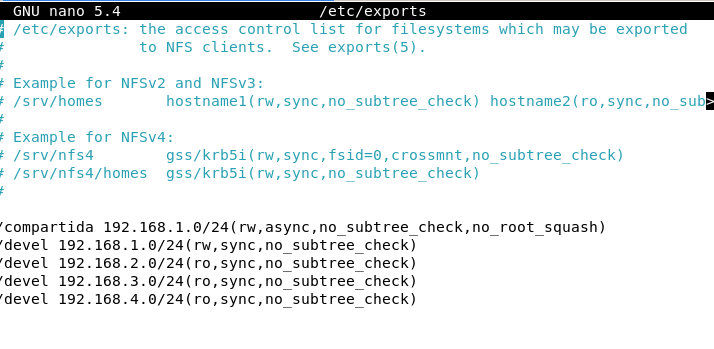 GNU nano 5.4 /etc/exports
# /etc/exports: the access control list for filesystems which may be exported
# to NFS clients. See exports(5).
#
# Example for NFSv2 and NFSv3:
# /srv/homes hostname1(rw,sync,no_subtree_check) hostname2(ro,sync,no_sub>
#
# Example for NFSv4:
# /srv/nfs4 gss/krb5i(rw,sync,fsid=0,crossmnt,no_subtree_check)
# /srv/nfs4/homes gss/krb5i(rw,sync,no_subtree_check)
#
/compartida 192.168.1.0/24(rw,async,no_subtree_check,no_root_squash)
/devel 192.168.1.0/24(rw,sync,no_subtree_check)
/devel 192.168.2.0/24(ro,sync,no_subtree_check)
/devel 192.168.3.0/24(ro,sync,no_subtree_check)
/devel 192.168.4.0/24(ro,sync,no_subtree_check)